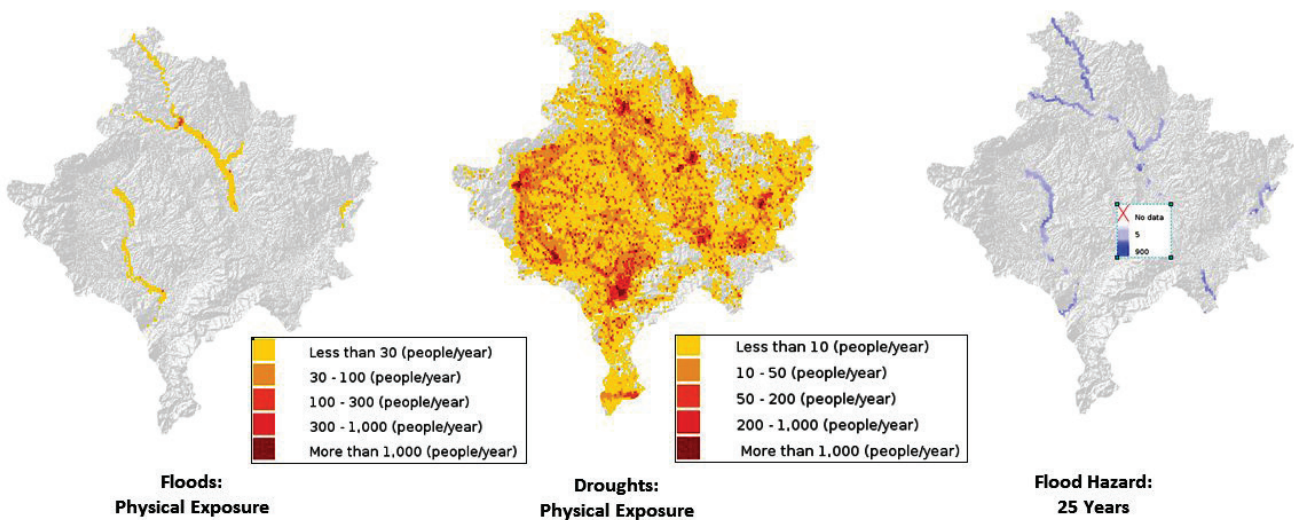 No data
5
900
Less than 30 (people/year)
30 - 100 (people/year)
100 - 300 (people/year)
300 - 1,000 (people/year)
More than 1,000 (people/year)
Less than 10 (people/year)
10 - 50 (people/year)
50 - 200 (people/year)
200 - 1,000 (people/year)
More than 1,000 (people/year)
Floods:
Physical Exposure
Droughts:
Physical Exposure
Flood Hazard:
25 Years